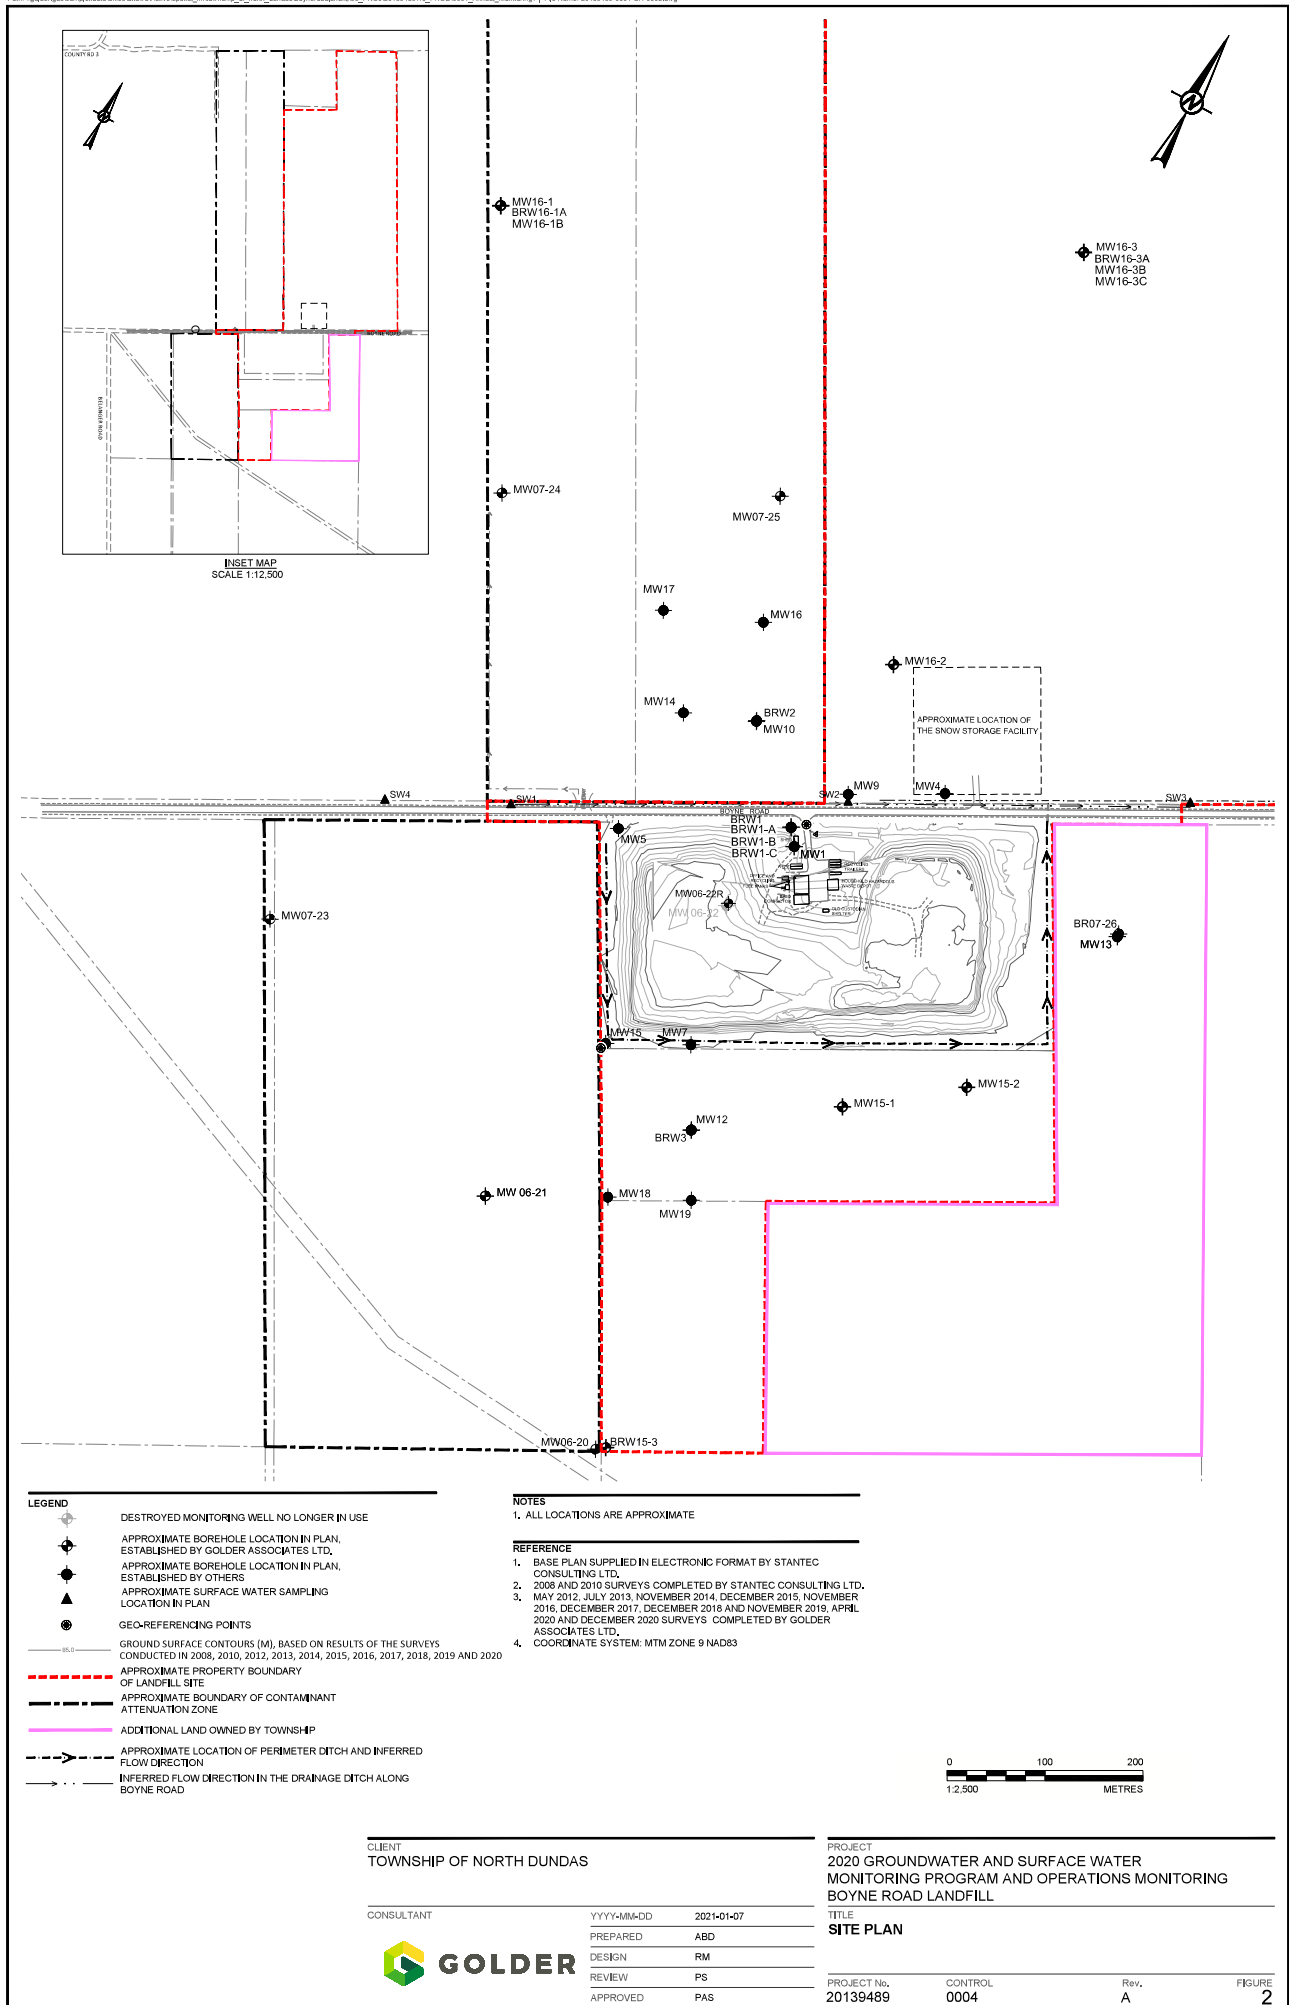 COUNTY RD 3
BOYNE ROAD
BELANGER ROAD
INSET MAP
SCALE 1:12,500
MW16-1
BRW16-1A
MW16-1B
MW16-3
BRW16-3A
MW16-3B
MW16-3C
MW07-24
MW07-25
MW17
MW16
MW16-2
MW14
BRW2
MW10
APPROXIMATE LOCATION OF
THE SNOW STORAGE FACILITY
SW4
SW1
SW2
MW9
MW4
SW3
BOYNE ROAD
BRW1
BRW1-A
BRW1-B
BRW1-C
MW1
MW5
MW06-22R
MW 06-22
MW07-23
BR07-26
MW13
MW15
MW7
MW15-2
MW15-1
MW12
BRW3
MW 06-21
MW18
MW19
MW06-20
BRW15-3
LEGEND
DESTROYED MONITORING WELL NO LONGER IN USE
APPROXIMATE BOREHOLE LOCATION IN PLAN,
ESTABLISHED BY GOLDER ASSOCIATES LTD.
APPROXIMATE BOREHOLE LOCATION IN PLAN,
ESTABLISHED BY OTHERS
APPROXIMATE SURFACE WATER SAMPLING
LOCATION IN PLAN
GEO-REFERENCING POINTS
85.0
GROUND SURFACE CONTOURS (M), BASED ON RESULTS OF THE SURVEYS
CONDUCTED IN 2008, 2010, 2012, 2013, 2014, 2015, 2016, 2017, 2018, 2019 AND 2020
APPROXIMATE PROPERTY BOUNDARY
OF LANDFILL SITE
APPROXIMATE BOUNDARY OF CONTAMINANT
ATTENUATION ZONE
ADDITIONAL LAND OWNED BY TOWNSHIP
APPROXIMATE LOCATION OF PERIMETER DITCH AND INFERRED
FLOW DIRECTION
INFERRED FLOW DIRECTION IN THE DRAINAGE DITCH ALONG
BOYNE ROAD
NOTES
1. ALL LOCATIONS ARE APPROXIMATE
REFERENCE
1. BASE PLAN SUPPLIED IN ELECTRONIC FORMAT BY STANTEC
CONSULTING LTD.
2. 2008 AND 2010 SURVEYS COMPLETED BY STANTEC CONSULTING LTD.
3. MAY 2012, JULY 2013, NOVEMBER 2014, DECEMBER 2015, NOVEMBER
2016, DECEMBER 2017, DECEMBER 2018 AND NOVEMBER 2019, APRIL
2020 AND DECEMBER 2020 SURVEYS COMPLETED BY GOLDER
ASSOCIATES LTD.
4. COORDINATE SYSTEM: MTM ZONE 9 NAD83
0 100 200
1:2,500 METRES
CLIENT
TOWNSHIP OF NORTH DUNDAS
CONSULTANT
GOLDER
YYYY-MM-DD 2021-01-07
PREPARED ABD
DESIGN RM
REVIEW PS
APPROVED PAS
PROJECT
2020 GROUNDWATER AND SURFACE WATER
MONITORING PROGRAM AND OPERATIONS MONITORING
BOYNE ROAD LANDFILL
TITLE
SITE PLAN
PROJECT No. CONTROL Rev. FIGURE
20139489 0004 A 2